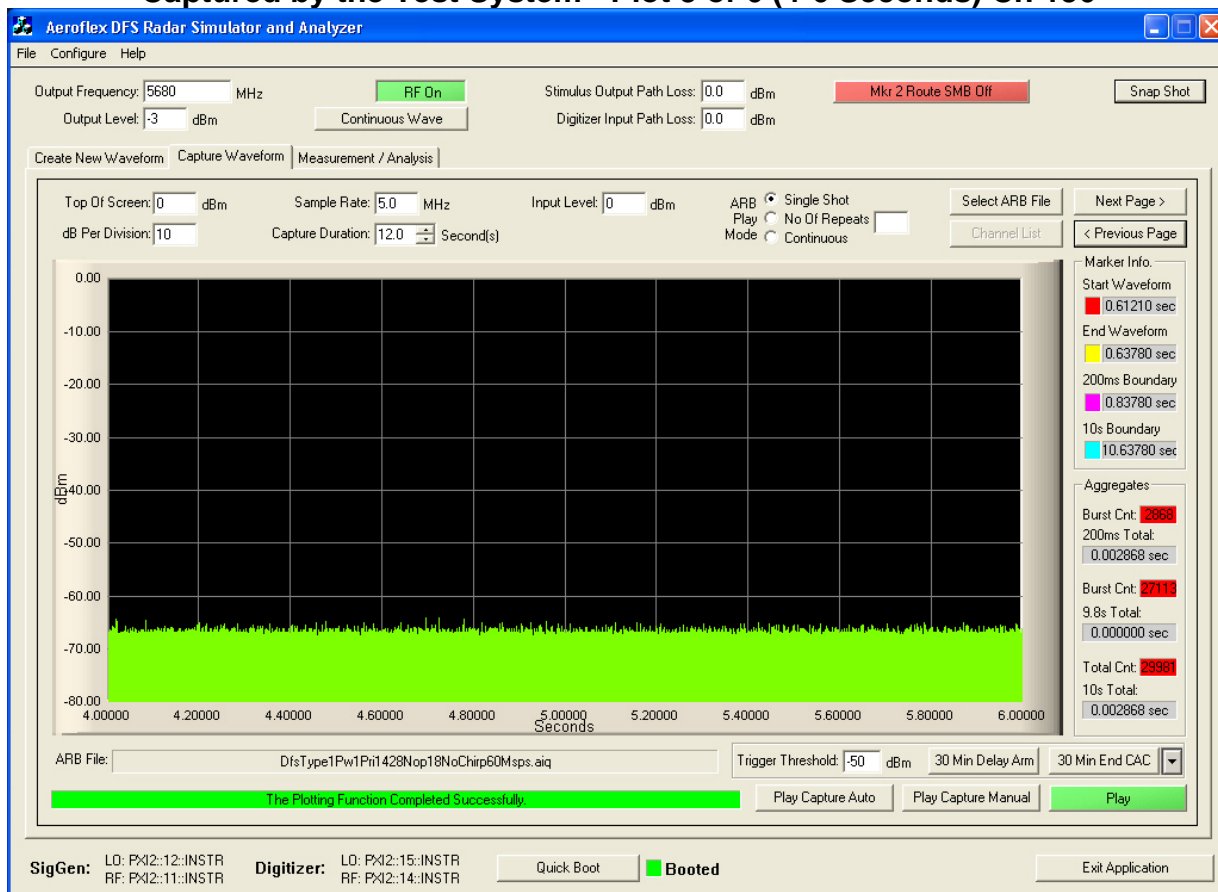 Aeroflex DFS Radar Simulator and Analyzer
File Configure Help
Output Frequency: 5680 MHz RF On Stimulus Output Path Loss: 0.0 dBm Mkr 2 Route SMB Off Snap Shot
Output Level: -3 dBm Continuous Wave Digitizer Input Path Loss: 0.0 dBm
Create New Waveform Capture Waveform Measurement / Analysis
Top Of Screen: 0 dBm Sample Rate: 5.0 MHz Input Level: 0 dBm ARB Play Mode Single Shot Select ARB File Next Page >
No Of Repeats
dB Per Division: 10 Capture Duration: 12.0 Second(s) Continuous Channel List < Previous Page
Marker Info.
Start Waveform
0.61210 sec
End Waveform
0.63780 sec
200ms Boundary
0.83780 sec
10s Boundary
10.63780 sec
Aggregates
Burst Cnt: 2868
200ms Total:
0.002868 sec
Burst Cnt: 27113
9.8s Total:
0.000000 sec
Total Cnt: 29981
10s Total:
0.002868 sec
0.00
-10.00
-20.00
-30.00
dBm
-40.00
-50.00
-60.00
-70.00
-80.00
4.00000 4.20000 4.40000 4.60000 4.80000 5.00000 5.20000 5.40000 5.60000 5.80000 6.00000
Seconds
ARB File: DfsType1Pw1Pri1428Nop18NoChirp60Msps.aiq Trigger Threshold: -50 dBm 30 Min Delay Arm 30 Min End CAC
The Plotting Function Completed Successfully. Play Capture Auto Play Capture Manual Play
SigGen: LO: PXI2::12::INSTR Digitizer: LO: PXI2::15::INSTR Quick Boot Booted Exit Application
RF: PXI2::11::INSTR RF: PXI2::14::INSTR